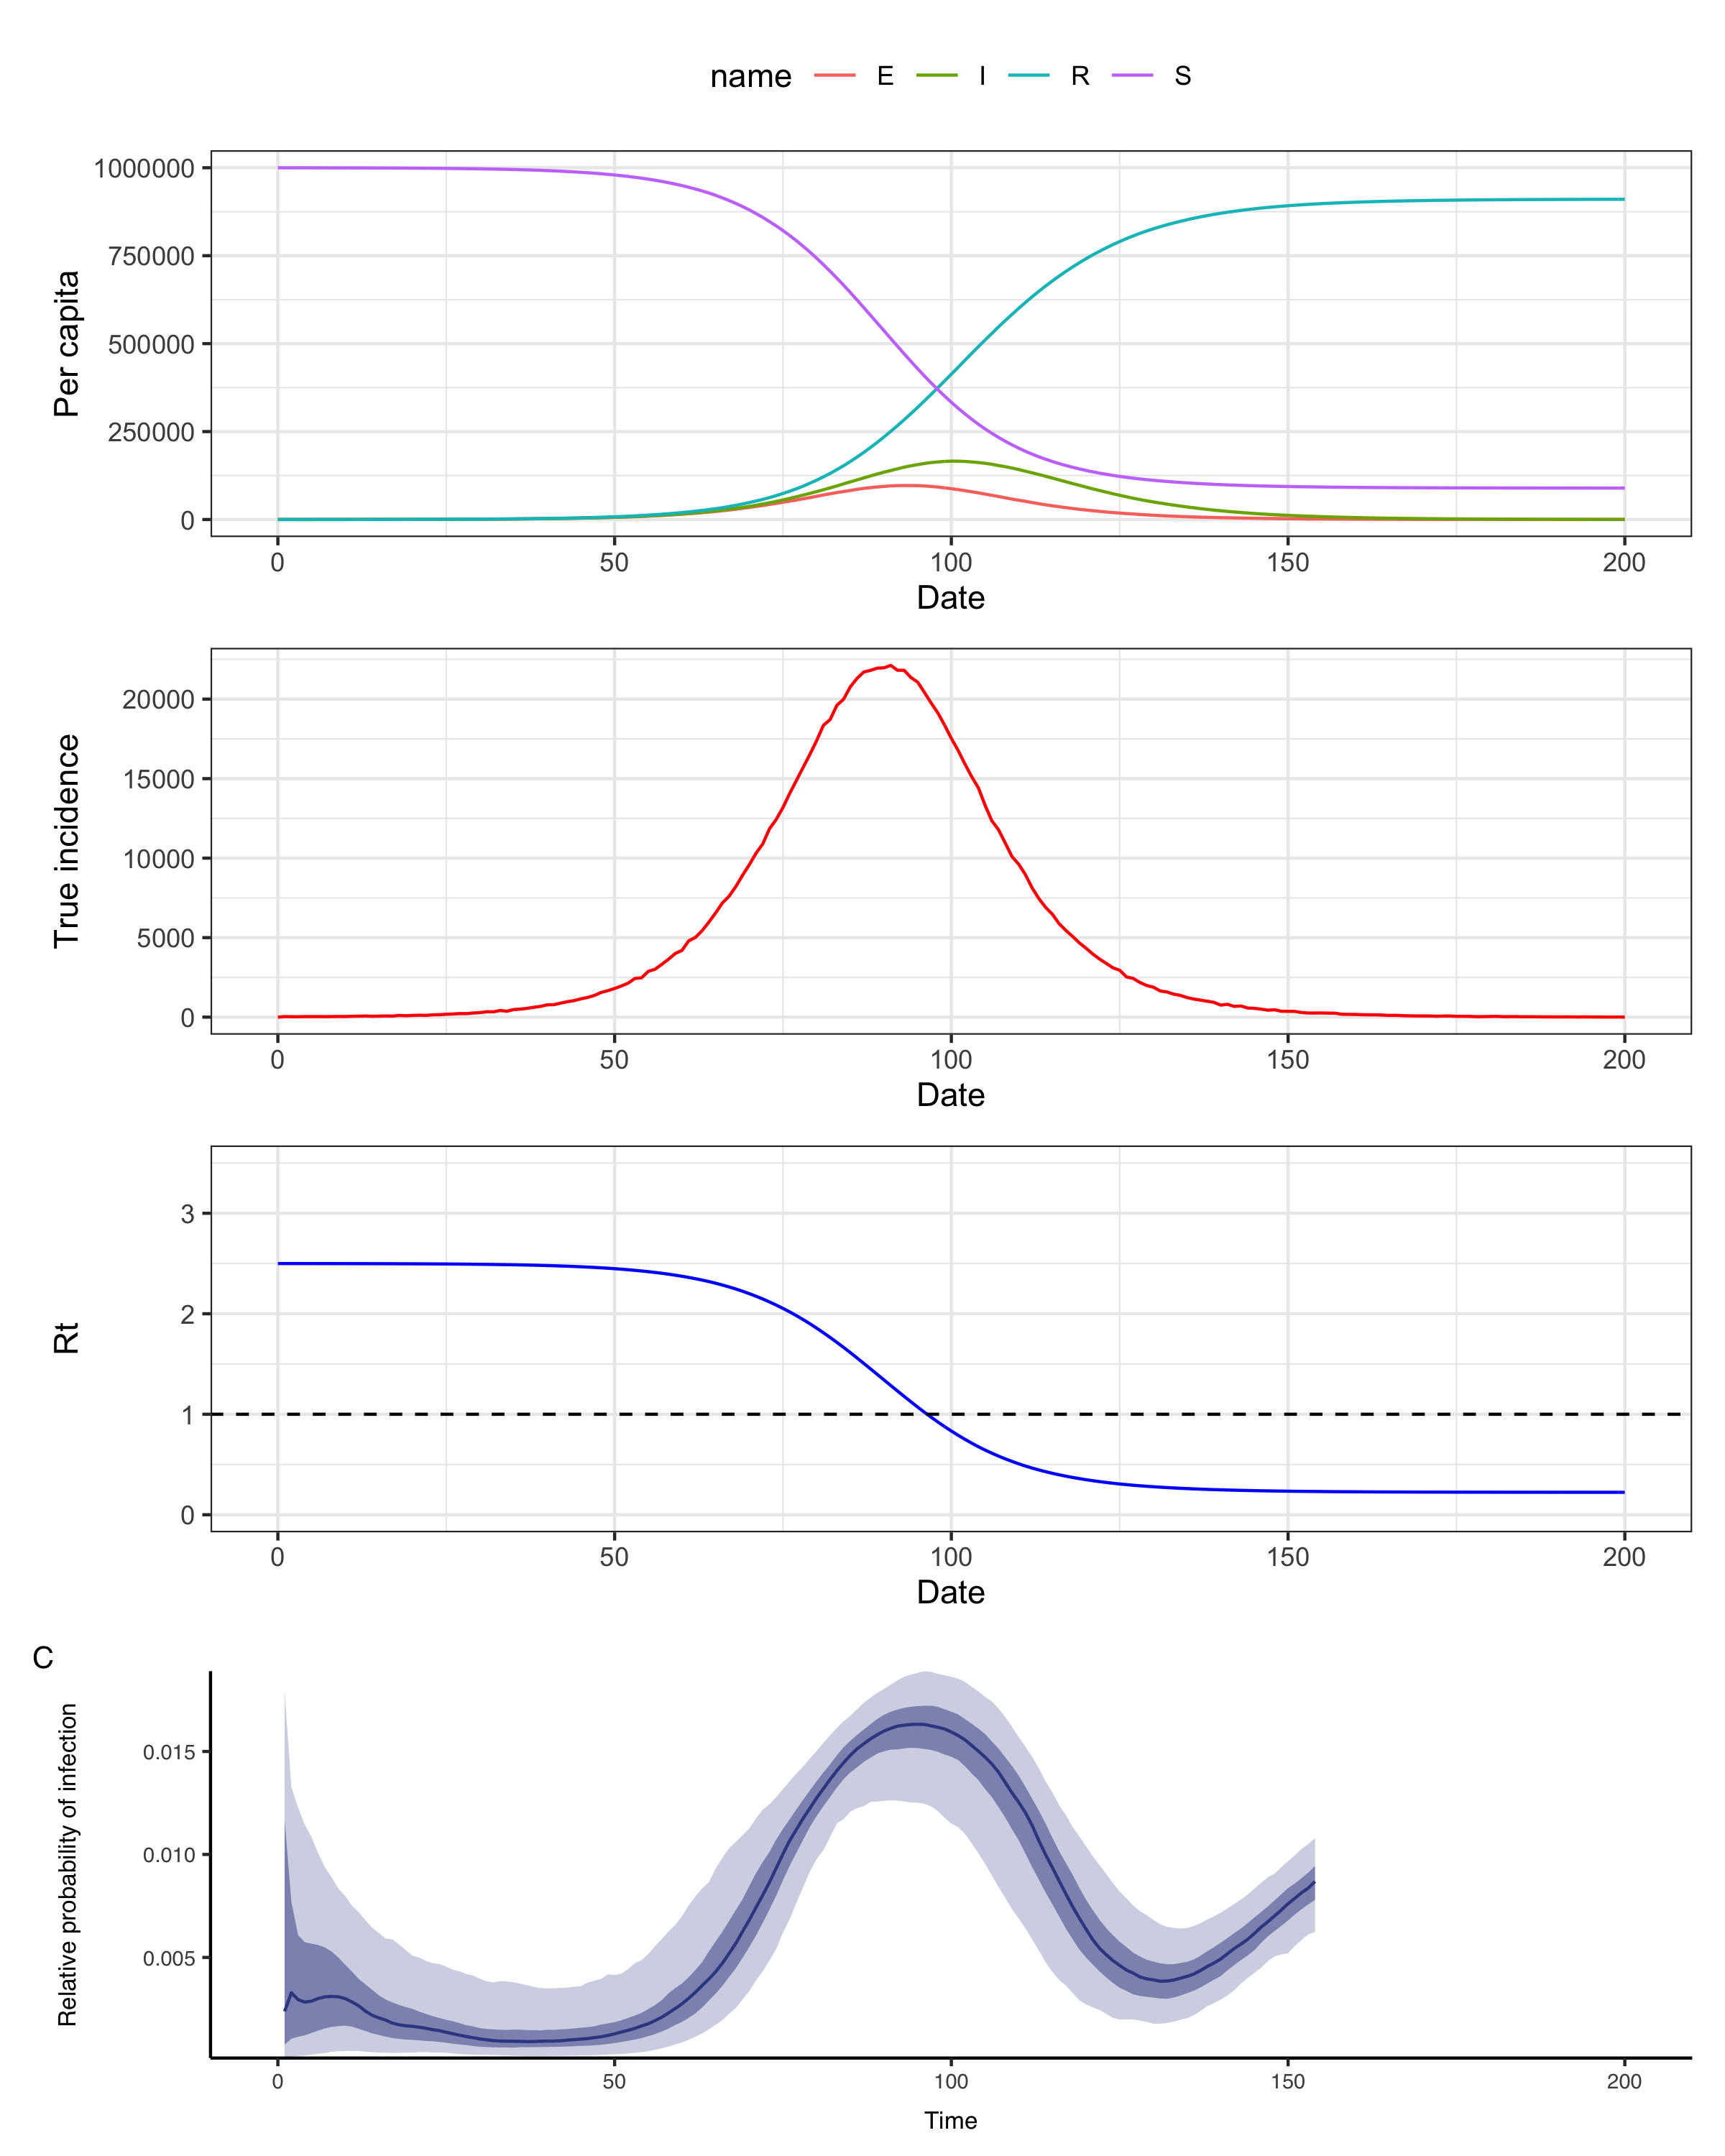 name E I R S
1000000
750000
500000
250000
0
Per capita
0 50 100 150 200
Date
20000
15000
10000
5000
0
True incidence
0 50 100 150 200
Date
3
2
1
0
Rt
0 50 100 150 200
Date
C
0.015
0.010
0.005
Relative probability of infection
0 50 100 150 200
Time